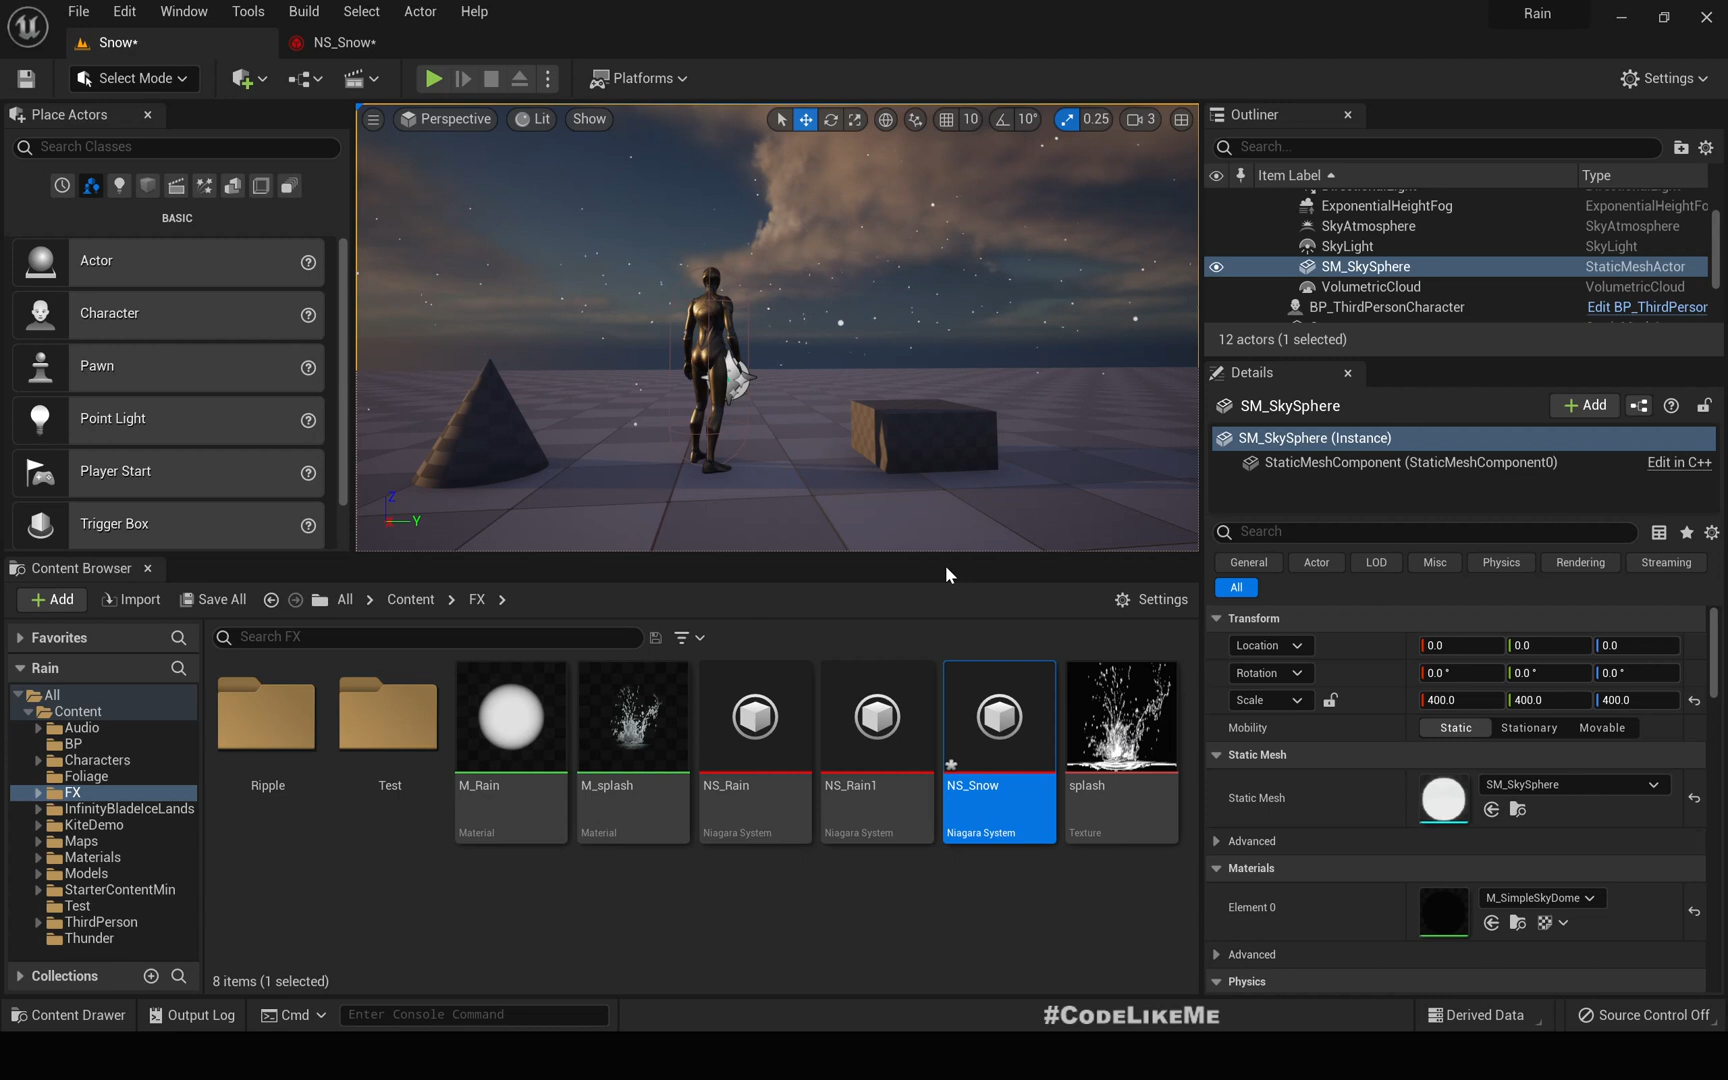 File Edit Window Tools Build Select Actor Help
Rain
Snow*
NS_Snow*
Select Mode
Platforms
Settings
Place Actors
Search Classes
BASIC
Actor
Character
Pawn
Point Light
Player Start
Trigger Box
Perspective
Lit
Show
10
10°
0.25
3
Z
Y
Outliner
Search...
Item Label
Type
ExponentialHeightFog ExponentialHeightFo
SkyAtmosphere SkyAtmosphere
SkyLight SkyLight
SM_SkySphere StaticMeshActor
VolumetricCloud VolumetricCloud
BP_ThirdPersonCharacter Edit BP_ThirdPerson
12 actors (1 selected)
Details
SM_SkySphere
Add
SM_SkySphere (Instance)
StaticMeshComponent (StaticMeshComponent0) Edit in C++
Search
General Actor LOD Misc Physics Rendering Streaming
All
Transform
Location 0.0 0.0 0.0
Rotation 0.0 ° 0.0 ° 0.0 °
Scale 400.0 400.0 400.0
Mobility Static Stationary Movable
Static Mesh
Static Mesh SM_SkySphere
Advanced
Materials
Element 0 M_SimpleSkyDome
Advanced
Physics
Content Browser
Add Import Save All All Content FX Settings
Favorites
Rain
All
Content
Audio
BP
Characters
Foliage
FX
InfinityBladeIceLands
KiteDemo
Maps
Materials
Models
StarterContentMin
Test
ThirdPerson
Thunder
Collections
Search FX
Ripple
Test
M_Rain
Material
M_splash
Material
NS_Rain
Niagara System
NS_Rain1
Niagara System
NS_Snow
Niagara System
splash
Texture
8 items (1 selected)
Content Drawer Output Log Cmd Enter Console Command
#CodeLikeMe
Derived Data Source Control Off